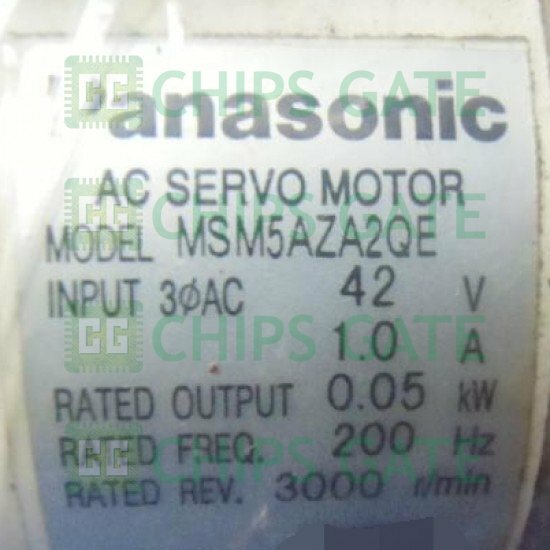 Panasonic
AC SERVO MOTOR
MODEL MSM5AZA2QE
INPUT 3øAC 42 V
1.0 A
RATED OUTPUT 0.05 kW
RATED FREQ. 200 Hz
RATED REV. 3000 r/min
CHIPS GATE
CHIPS GATE
CHIPS GATE
CHIPS GATE